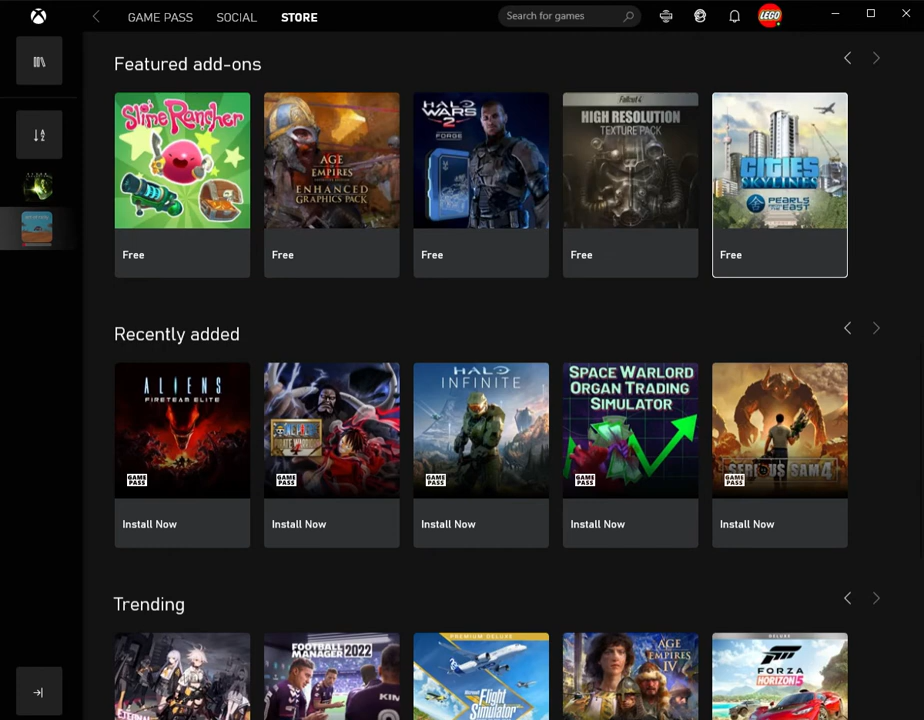 GAME PASS
SOCIAL
STORE
Search for games
LEGO
Featured add-ons
Slime Rancher
AGE
OF
EMPIRES
ENHANCED
GRAPHICS PACK
HALO
WARS
2
FORGE
Fallout 4
HIGH RESOLUTION
TEXTURE PACK
CITIES
SKYLINES
PEARLS
EAST
Free
Free
Free
Free
Free
Recently added
ALIENS
FIRETEAM ELITE
GAME
PASS
ONE PIECE
GAME
PASS
HALO
INFINITE
GAME
PASS
SPACE WARLORD
ORGAN TRADING
SIMULATOR
GAME
PASS
SERIOUS SAM 4
GAME
PASS
Install Now
Install Now
Install Now
Install Now
Install Now
Trending
FOOTBALL
MANAGER 2022
KIN
PREMIUM DELUXE
Microsoft
Flight
Simulator
AGE
OF
EMPIRES
IV
DELUXE
FORZA
HORIZON 5